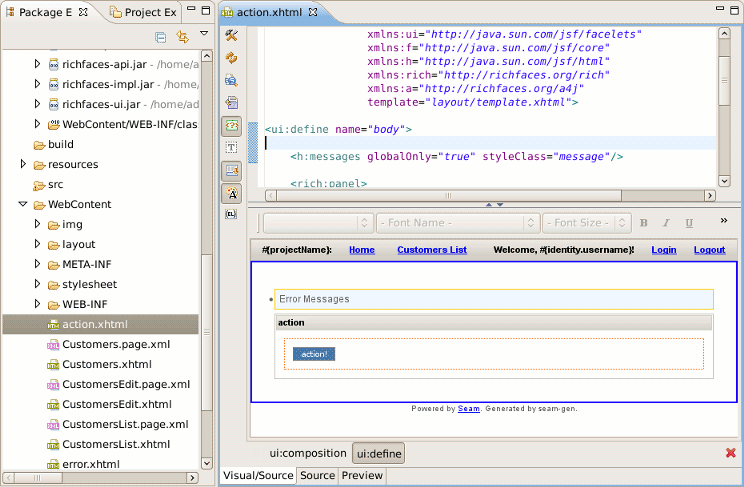 Package E
Project Ex
richfaces-api.jar - /home/a
richfaces-impl.jar - /home/
richfaces-ui.jar - /home/ad
WebContent/WEB-INF/clas
build
resources
src
WebContent
img
layout
META-INF
stylesheet
WEB-INF
action.xhtml
Customers.page.xml
Customers.xhtml
CustomersEdit.page.xml
CustomersEdit.xhtml
CustomersList.page.xml
CustomersList.xhtml
error.xhtml
action.xhtml
xmlns:ui="http://java.sun.com/jsf/facelets"
xmlns:f="http://java.sun.com/jsf/core"
xmlns:h="http://java.sun.com/jsf/html"
xmlns:rich="http://richfaces.org/rich"
xmlns:a="http://richfaces.org/a4j"
template="layout/template.xhtml">
<ui:define name="body">
<h:messages globalOnly="true" styleClass="message"/>
<rich:panel>
- Font Name - - Font Size - B I U »
#{projectName}: Home Customers List Welcome, #{identity.username}! Login Logout
Error Messages
action
action!
Powered by Seam. Generated by seam-gen.
ui:composition ui:define
Visual/Source Source Preview